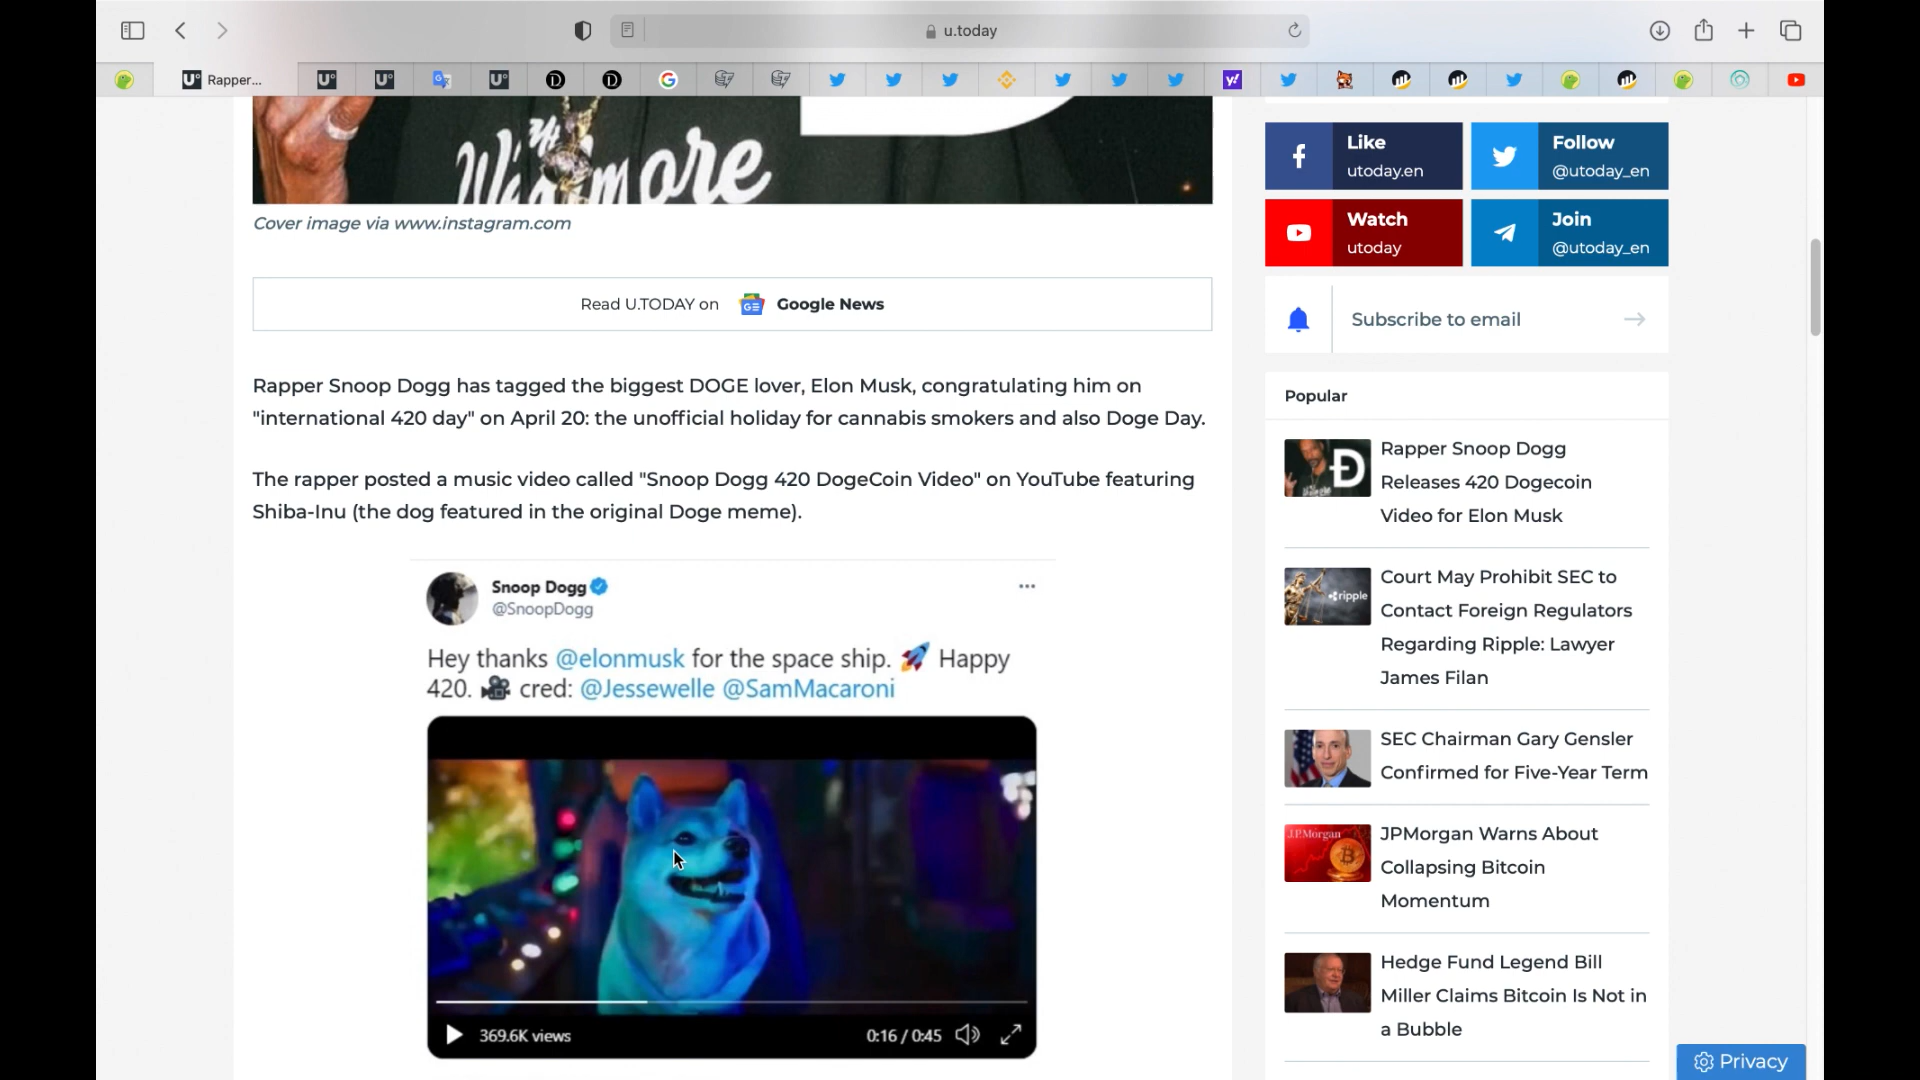 u.today
Rapper...
Cover image via www.instagram.com
Read U.TODAY on Google News
Rapper Snoop Dogg has tagged the biggest DOGE lover, Elon Musk, congratulating him on
"international 420 day" on April 20: the unofficial holiday for cannabis smokers and also Doge Day.
The rapper posted a music video called "Snoop Dogg 420 DogeCoin Video" on YouTube featuring
Shiba-Inu (the dog featured in the original Doge meme).
Snoop Dogg
@SnoopDogg
Hey thanks @elonmusk for the space ship. 🚀 Happy
420. 🎥 cred: @Jessewelle @SamMacaroni
369.6K views
0:16 / 0:45
Like
utoday.en
Follow
@utoday_en
Watch
utoday
Join
@utoday_en
Subscribe to email
Popular
Rapper Snoop Dogg
Releases 420 Dogecoin
Video for Elon Musk
ripple
Court May Prohibit SEC to
Contact Foreign Regulators
Regarding Ripple: Lawyer
James Filan
SEC Chairman Gary Gensler
Confirmed for Five-Year Term
J.P.Morgan
JPMorgan Warns About
Collapsing Bitcoin
Momentum
Hedge Fund Legend Bill
Miller Claims Bitcoin Is Not in
a Bubble
Privacy